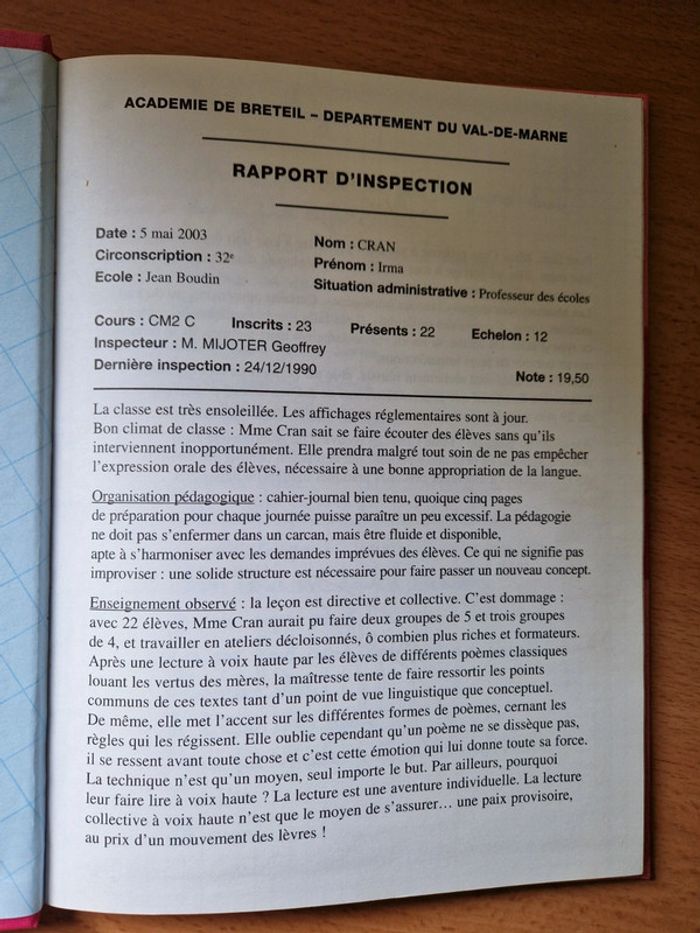 ACADEMIE DE BRETEIL – DEPARTEMENT DU VAL-DE-MARNE
RAPPORT D'INSPECTION
Date : 5 mai 2003
Circonscription : 32e
Ecole : Jean Boudin
Nom : CRAN
Prénom : Irma
Situation administrative : Professeur des écoles
Cours : CM2 C Inscrits : 23 Présents : 22 Echelon : 12
Inspecteur : M. MIJOTER Geoffrey
Dernière inspection : 24/12/1990 Note : 19,50
La classe est très ensoleillée. Les affichages réglementaires sont à jour.
Bon climat de classe : Mme Cran sait se faire écouter des élèves sans qu'ils
interviennent inopportunément. Elle prendra malgré tout soin de ne pas empêcher
l'expression orale des élèves, nécessaire à une bonne appropriation de la langue.
Organisation pédagogique : cahier-journal bien tenu, quoique cinq pages
de préparation pour chaque journée puisse paraître un peu excessif. La pédagogie
ne doit pas s'enfermer dans un carcan, mais être fluide et disponible,
apte à s'harmoniser avec les demandes imprévues des élèves. Ce qui ne signifie pas
improviser : une solide structure est nécessaire pour faire passer un nouveau concept.
Enseignement observé : la leçon est directive et collective. C'est dommage :
avec 22 élèves, Mme Cran aurait pu faire deux groupes de 5 et trois groupes
de 4, et travailler en ateliers décloisonnés, ô combien plus riches et formateurs.
Après une lecture à voix haute par les élèves de différents poèmes classiques
louant les vertus des mères, la maîtresse tente de faire ressortir les points
communs de ces textes tant d'un point de vue linguistique que conceptuel.
De même, elle met l'accent sur les différentes formes de poèmes, cernant les
règles qui les régissent. Elle oublie cependant qu'un poème ne se dissèque pas,
il se ressent avant toute chose et c'est cette émotion qui lui donne toute sa force.
La technique n'est qu'un moyen, seul importe le but. Par ailleurs, pourquoi
leur faire lire à voix haute ? La lecture est une aventure individuelle. La lecture
collective à voix haute n'est que le moyen de s'assurer… une paix provisoire,
au prix d'un mouvement des lèvres !